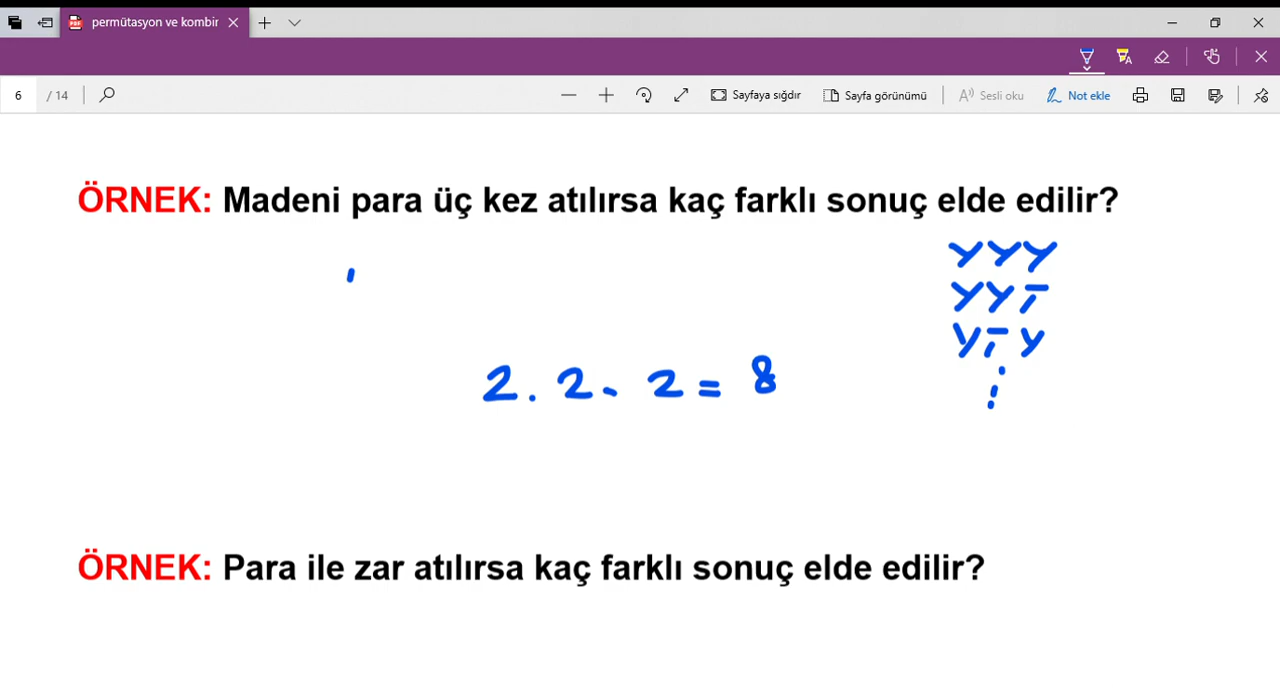 permütasyon ve kombir
6 / 14 Sayfaya sığdır Sayfa görünümü Sesli oku Not ekle
ÖRNEK: Madeni para üç kez atılırsa kaç farklı sonuç elde edilir?
YYY
YYT
YTY
2 . 2 . 2 = 8
ÖRNEK: Para ile zar atılırsa kaç farklı sonuç elde edilir?